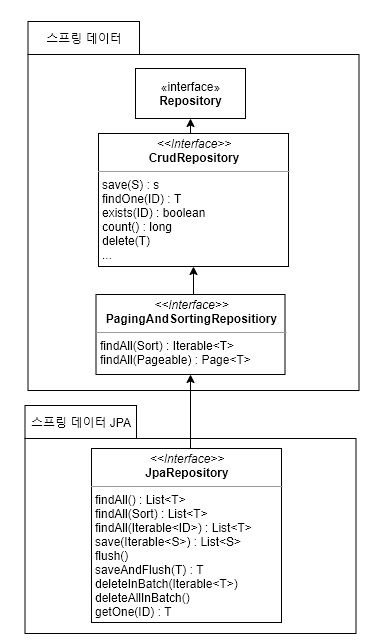 스프링 데이터
«interface»
Repository
<<Interface>>
CrudRepository
save(S) : s
findOne(ID) : T
exists(ID) : boolean
count() : long
delete(T)
...
<<Interface>>
PagingAndSortingRepositiory
findAll(Sort) : Iterable<T>
findAll(Pageable) : Page<T>
스프링 데이터 JPA
<<Interface>>
JpaRepository
findAll() : List<T>
findAll(Sort) : List<T>
findAll(Iterable<ID>) : List<T>
save(Iterable<S>) : List<S>
flush()
saveAndFlush(T) : T
deleteInBatch(Iterable<T>)
deleteAllInBatch()
getOne(ID) : T